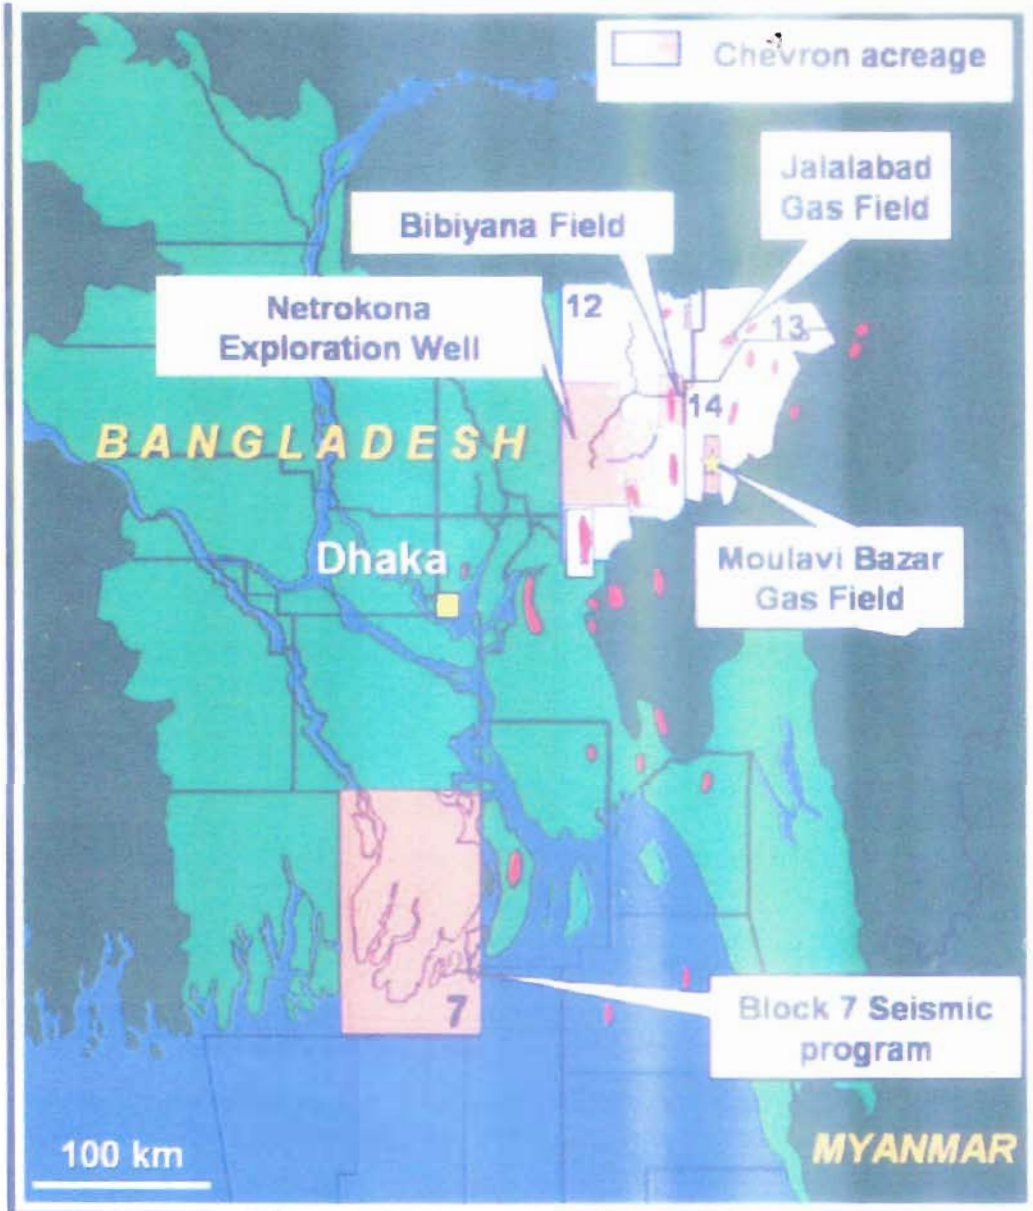 Chevron acreage
Jalalabad
Gas Field
Bibiyana Field
Netrokona
Exploration Well
12
13
14
BANGLADESH
Dhaka
Moulavi Bazar
Gas Field
7
Block 7 Seismic
program
100 km
MYANMAR